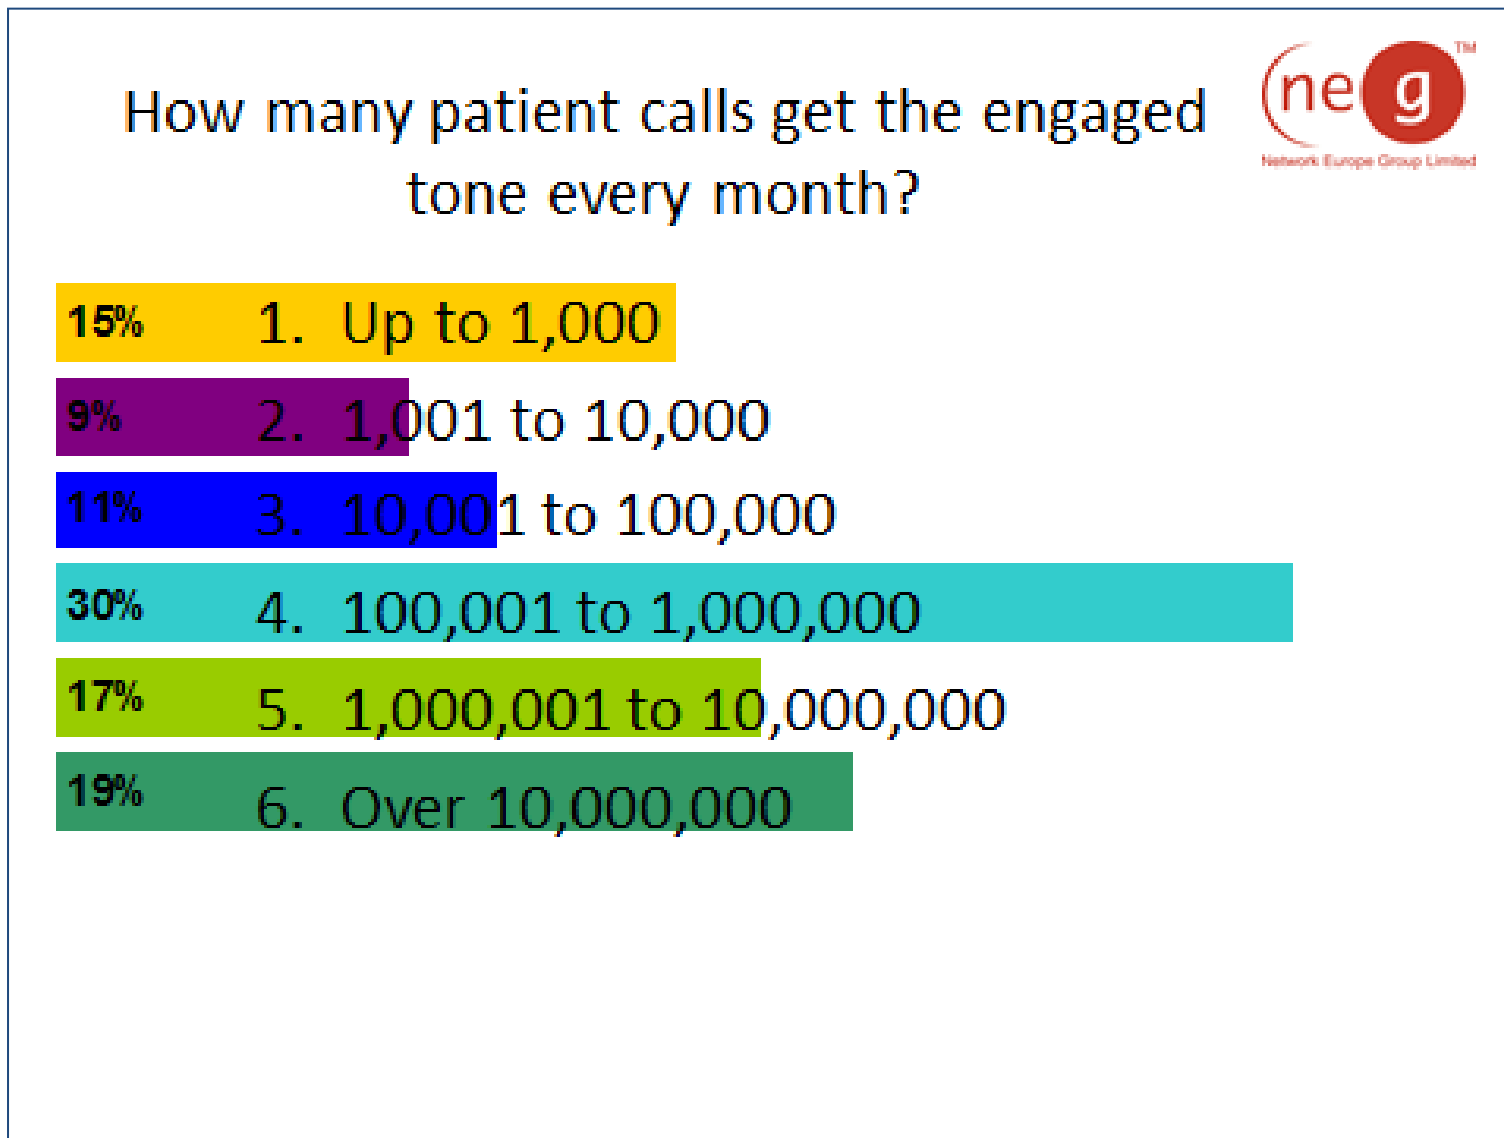 How many patient calls get the engaged
tone every month?
neg™
Network Europe Group Limited
15% 1. Up to 1,000
9% 2. 1,001 to 10,000
11% 3. 10,001 to 100,000
30% 4. 100,001 to 1,000,000
17% 5. 1,000,001 to 10,000,000
19% 6. Over 10,000,000